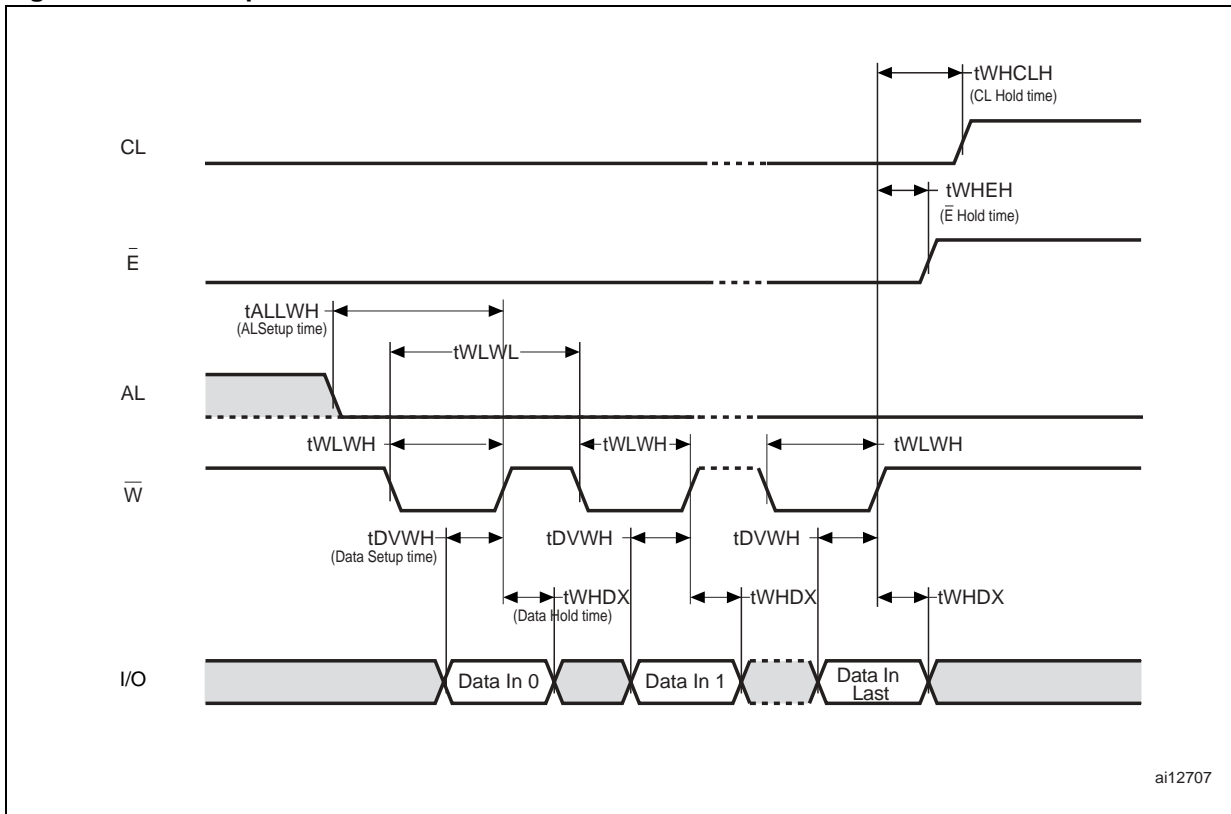 tWHCLH
(CL Hold time)
CL
tWHEH
(E̅ Hold time)
E̅
tALLWH
(ALSetup time)
tWLWL
AL
tWLWH
tWLWH
tWLWH
W̅
tDVWH
(Data Setup time)
tDVWH
tDVWH
tWHDX
(Data Hold time)
tWHDX
tWHDX
I/O
Data In 0
Data In 1
Data In
Last
ai12707